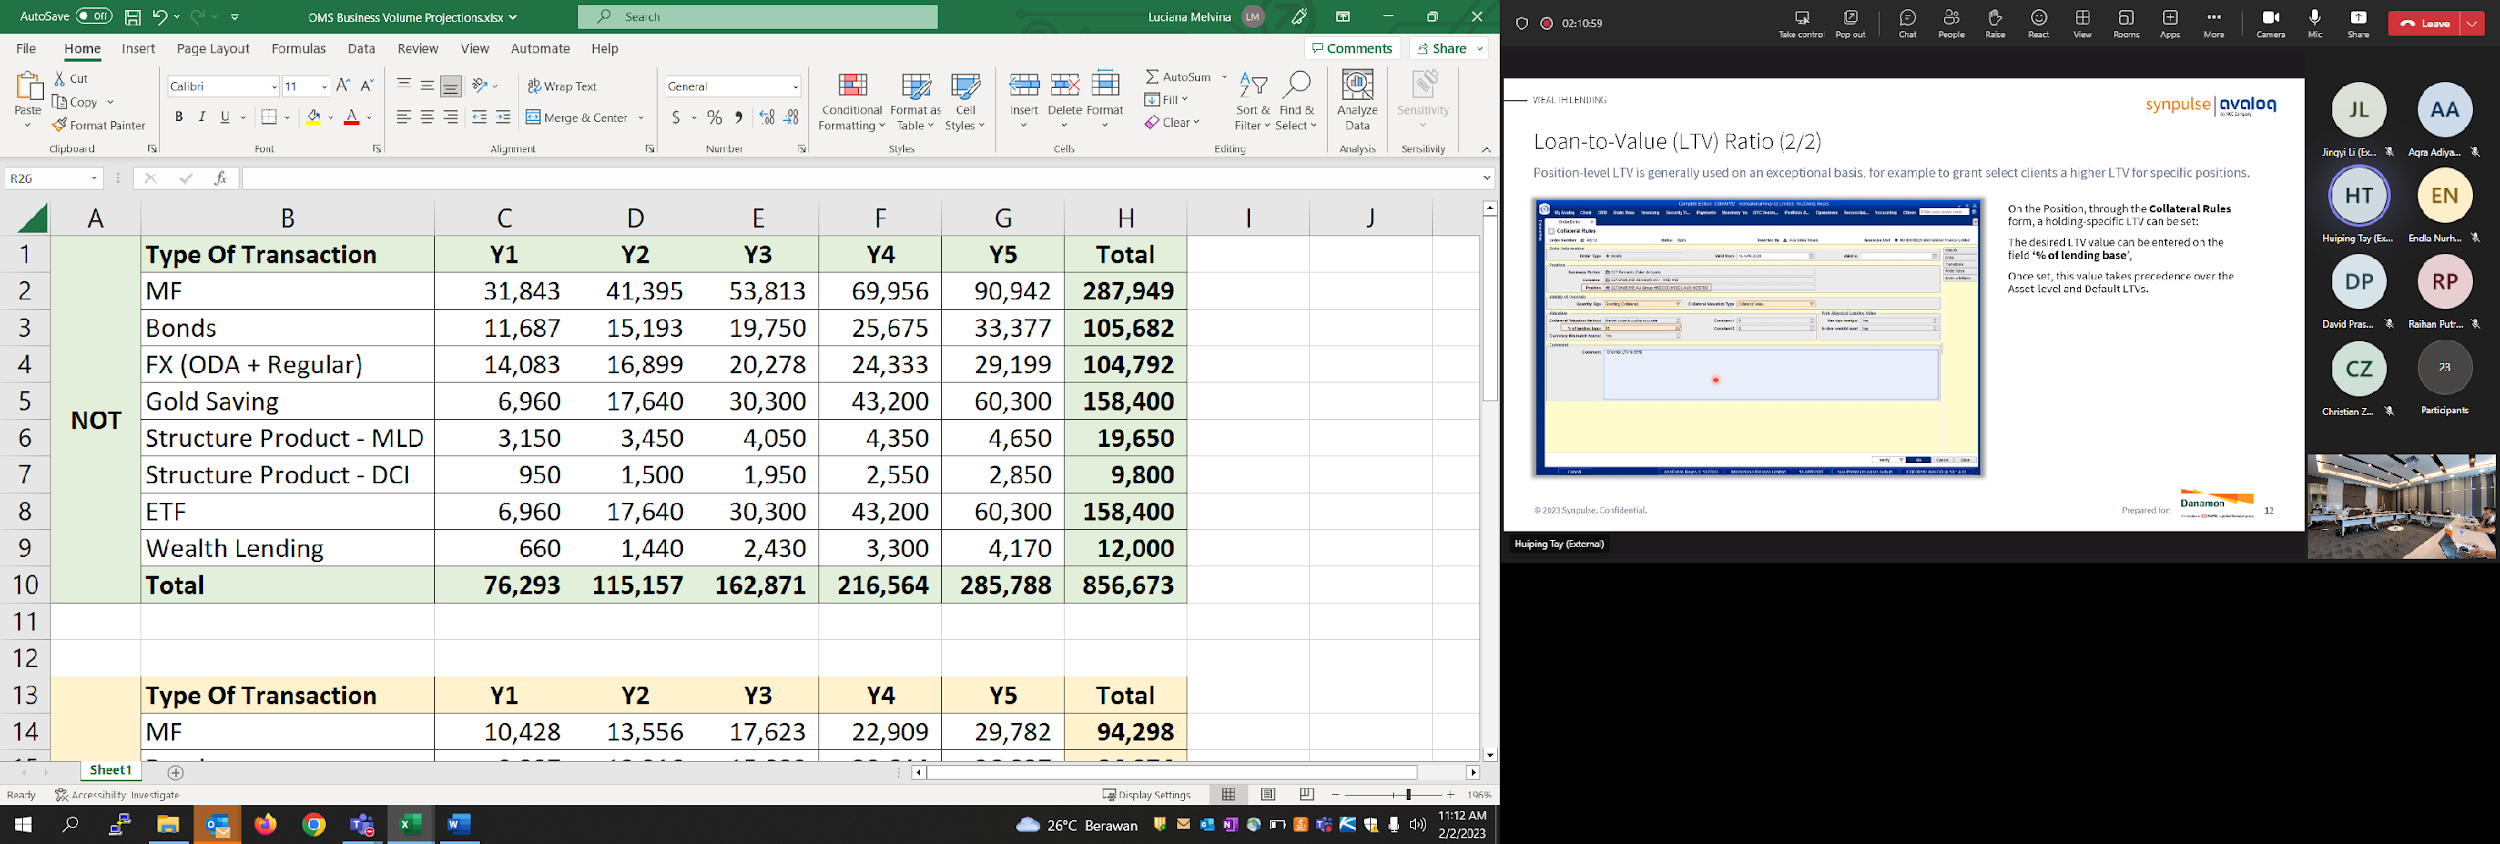 AutoSave Off OMS Business Volume Projections.xlsx Search Luciana Melvina LM
File Home Insert Page Layout Formulas Data Review View Automate Help Comments Share
Paste Cut Copy Format Painter
Calibri 11
B I U
Wrap Text
Merge & Center
General
$ % 9
Conditional Formatting Format as Table Cell Styles
Insert Delete Format
AutoSum Fill Clear
Sort & Filter Find & Select
Analyze Data
Sensitivity
Clipboard Font Alignment Number Styles Cells Editing Analysis Sensitivity
R26 fx
A B C D E F G H I J
1 Type Of Transaction Y1 Y2 Y3 Y4 Y5 Total
2 MF 31,843 41,395 53,813 69,956 90,942 287,949
3 Bonds 11,687 15,193 19,750 25,675 33,377 105,682
4 FX (ODA + Regular) 14,083 16,899 20,278 24,333 29,199 104,792
5 Gold Saving 6,960 17,640 30,300 43,200 60,300 158,400
NOT
6 Structure Product - MLD 3,150 3,450 4,050 4,350 4,650 19,650
7 Structure Product - DCI 950 1,500 1,950 2,550 2,850 9,800
8 ETF 6,960 17,640 30,300 43,200 60,300 158,400
9 Wealth Lending 660 1,440 2,430 3,300 4,170 12,000
10 Total 76,293 115,157 162,871 216,564 285,788 856,673
11
12
13 Type Of Transaction Y1 Y2 Y3 Y4 Y5 Total
14 MF 10,428 13,556 17,623 22,909 29,782 94,298
Sheet1
Ready Accessibility: Investigate Display Settings 196%
26°C Berawan 11:12 AM
2/2/2023
02:10:59 Take control Pop out Chat People Raise React View Rooms Apps More Camera Mic Share Leave
WEALTH LENDING
synpulse avaloq
Loan-to-Value (LTV) Ratio (2/2)
Position-level LTV is generally used on an exceptional basis, for example to grant select clients a higher LTV for specific positions.
Collateral Rules
On the Position, through the Collateral Rules
form, a holding-specific LTV can be set:
The desired LTV value can be entered on the
field ‘% of lending base’,
Once set, this value takes precedence over the
Asset-level and Default LTVs.
© 2023 Synpulse. Confidential.
Prepared for: Danamon 12
Huiping Tay (External)
JL AA
Jingyi Li (Ex... Aqra Adiya...
HT EN
Huiping Tay (Ex... Endla Nurh...
DP RP
David Pras... Raihan Putr...
CZ 23
Christien Z... Participants